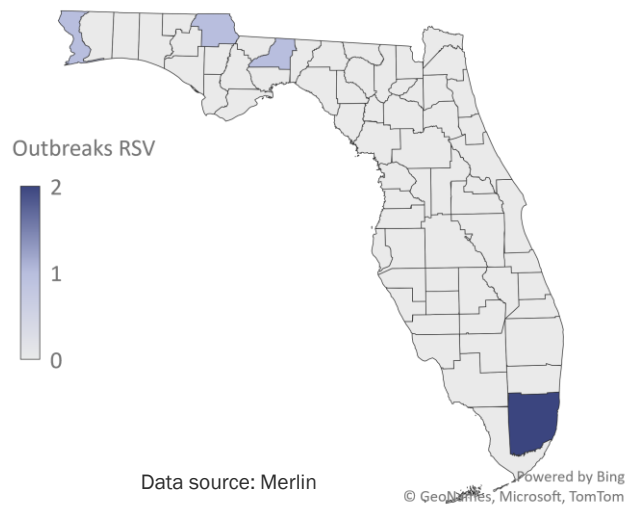 Outbreaks RSV
2
1
0
Data source: Merlin
Powered by Bing
© GeoNames, Microsoft, TomTom